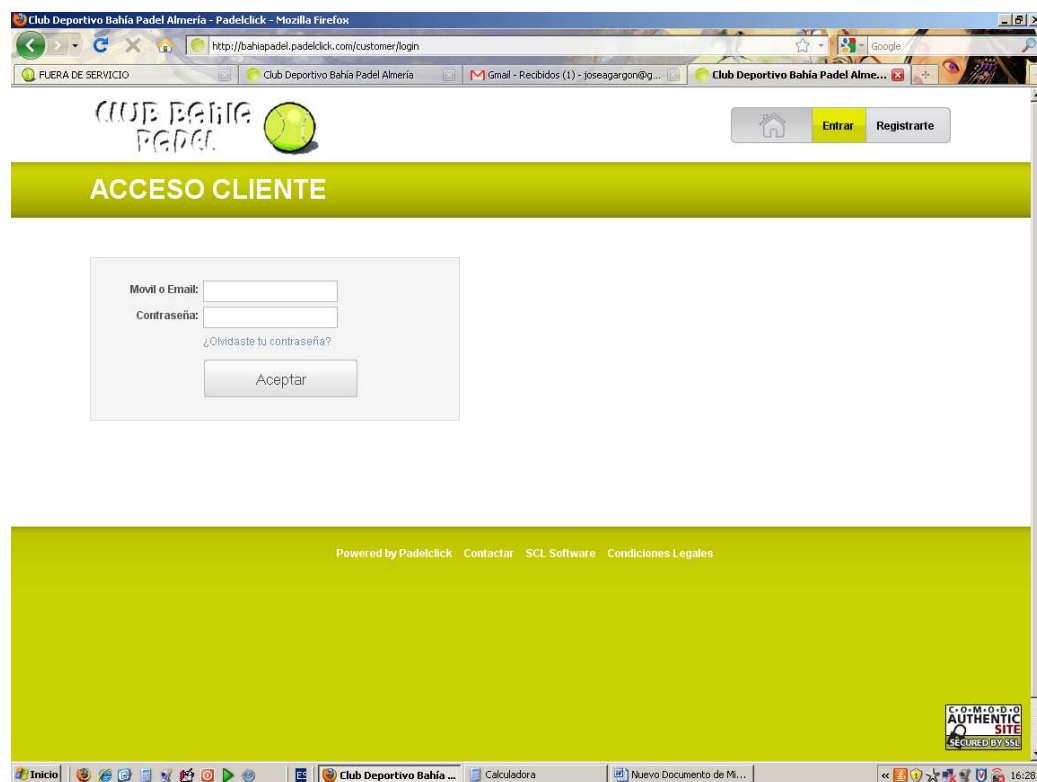 Club Deportivo Bahía Padel Almería - Padelclick - Mozilla Firefox
http://bahiapadel.padelclick.com/customer/login
Google
FUERA DE SERVICIO
Club Deportivo Bahía Padel Almería
Gmail - Recibidos (1) - joseagargon@g...
Club Deportivo Bahía Padel Alme...
CLUB BAHIA
PADEL
Entrar
Registrarte
ACCESO CLIENTE
Movil o Email:
Contraseña:
¿Olvidaste tu contraseña?
Aceptar
Powered by Padelclick Contactar SCL Software Condiciones Legales
C·O·M·O·D·O
AUTHENTIC
SITE
SECURED BY SSL
Inicio
ES
Club Deportivo Bahía ...
Calculadora
Nuevo Documento de Mi...
16:28